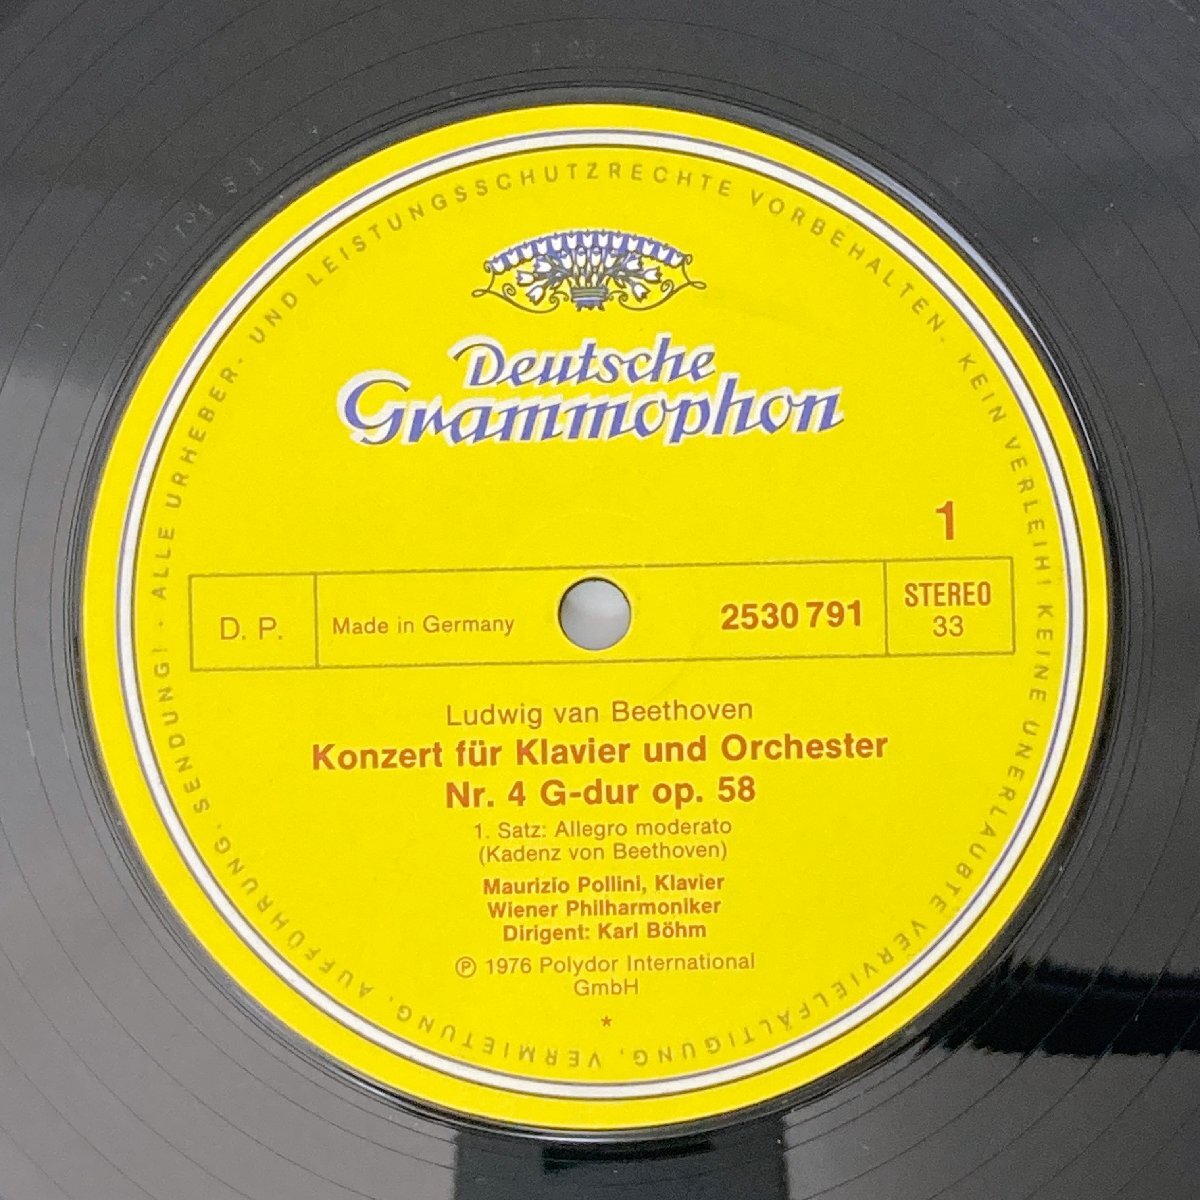 ALLE URHEBER- UND LEISTUNGSSCHUTZRECHTE VORBEHALTEN. KEIN VERLEIH! KEINE UNERLAUBTE VERVIELFÄLTIGUNG, VERMIETUNG, AUFFÜHRUNG, SENDUNG! ·
Deutsche
Grammophon
1
D. P.
Made in Germany
2530 791
STEREO
33
Ludwig van Beethoven
Konzert für Klavier und Orchester
Nr. 4 G-dur op. 58
1. Satz: Allegro moderato
(Kadenz von Beethoven)
Maurizio Pollini, Klavier
Wiener Philharmoniker
Dirigent: Karl Böhm
℗ 1976 Polydor International
GmbH
*